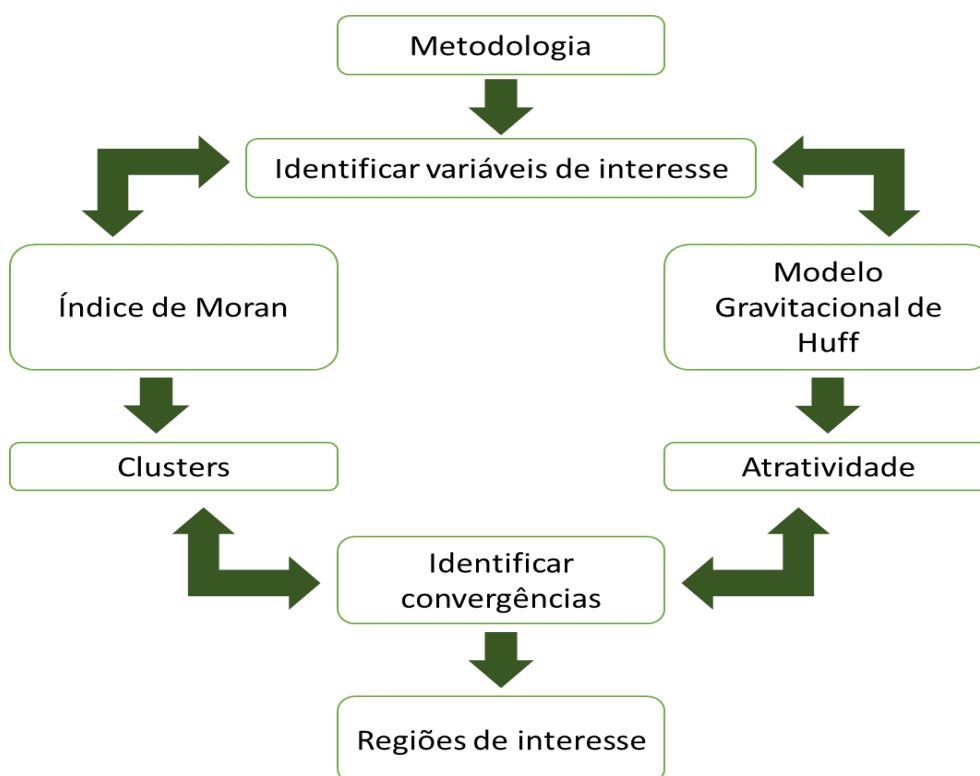 Metodologia
Identificar variáveis de interesse
Índice de Moran
Modelo
Gravitacional de
Huff
Clusters
Atratividade
Identificar
convergências
Regiões de interesse